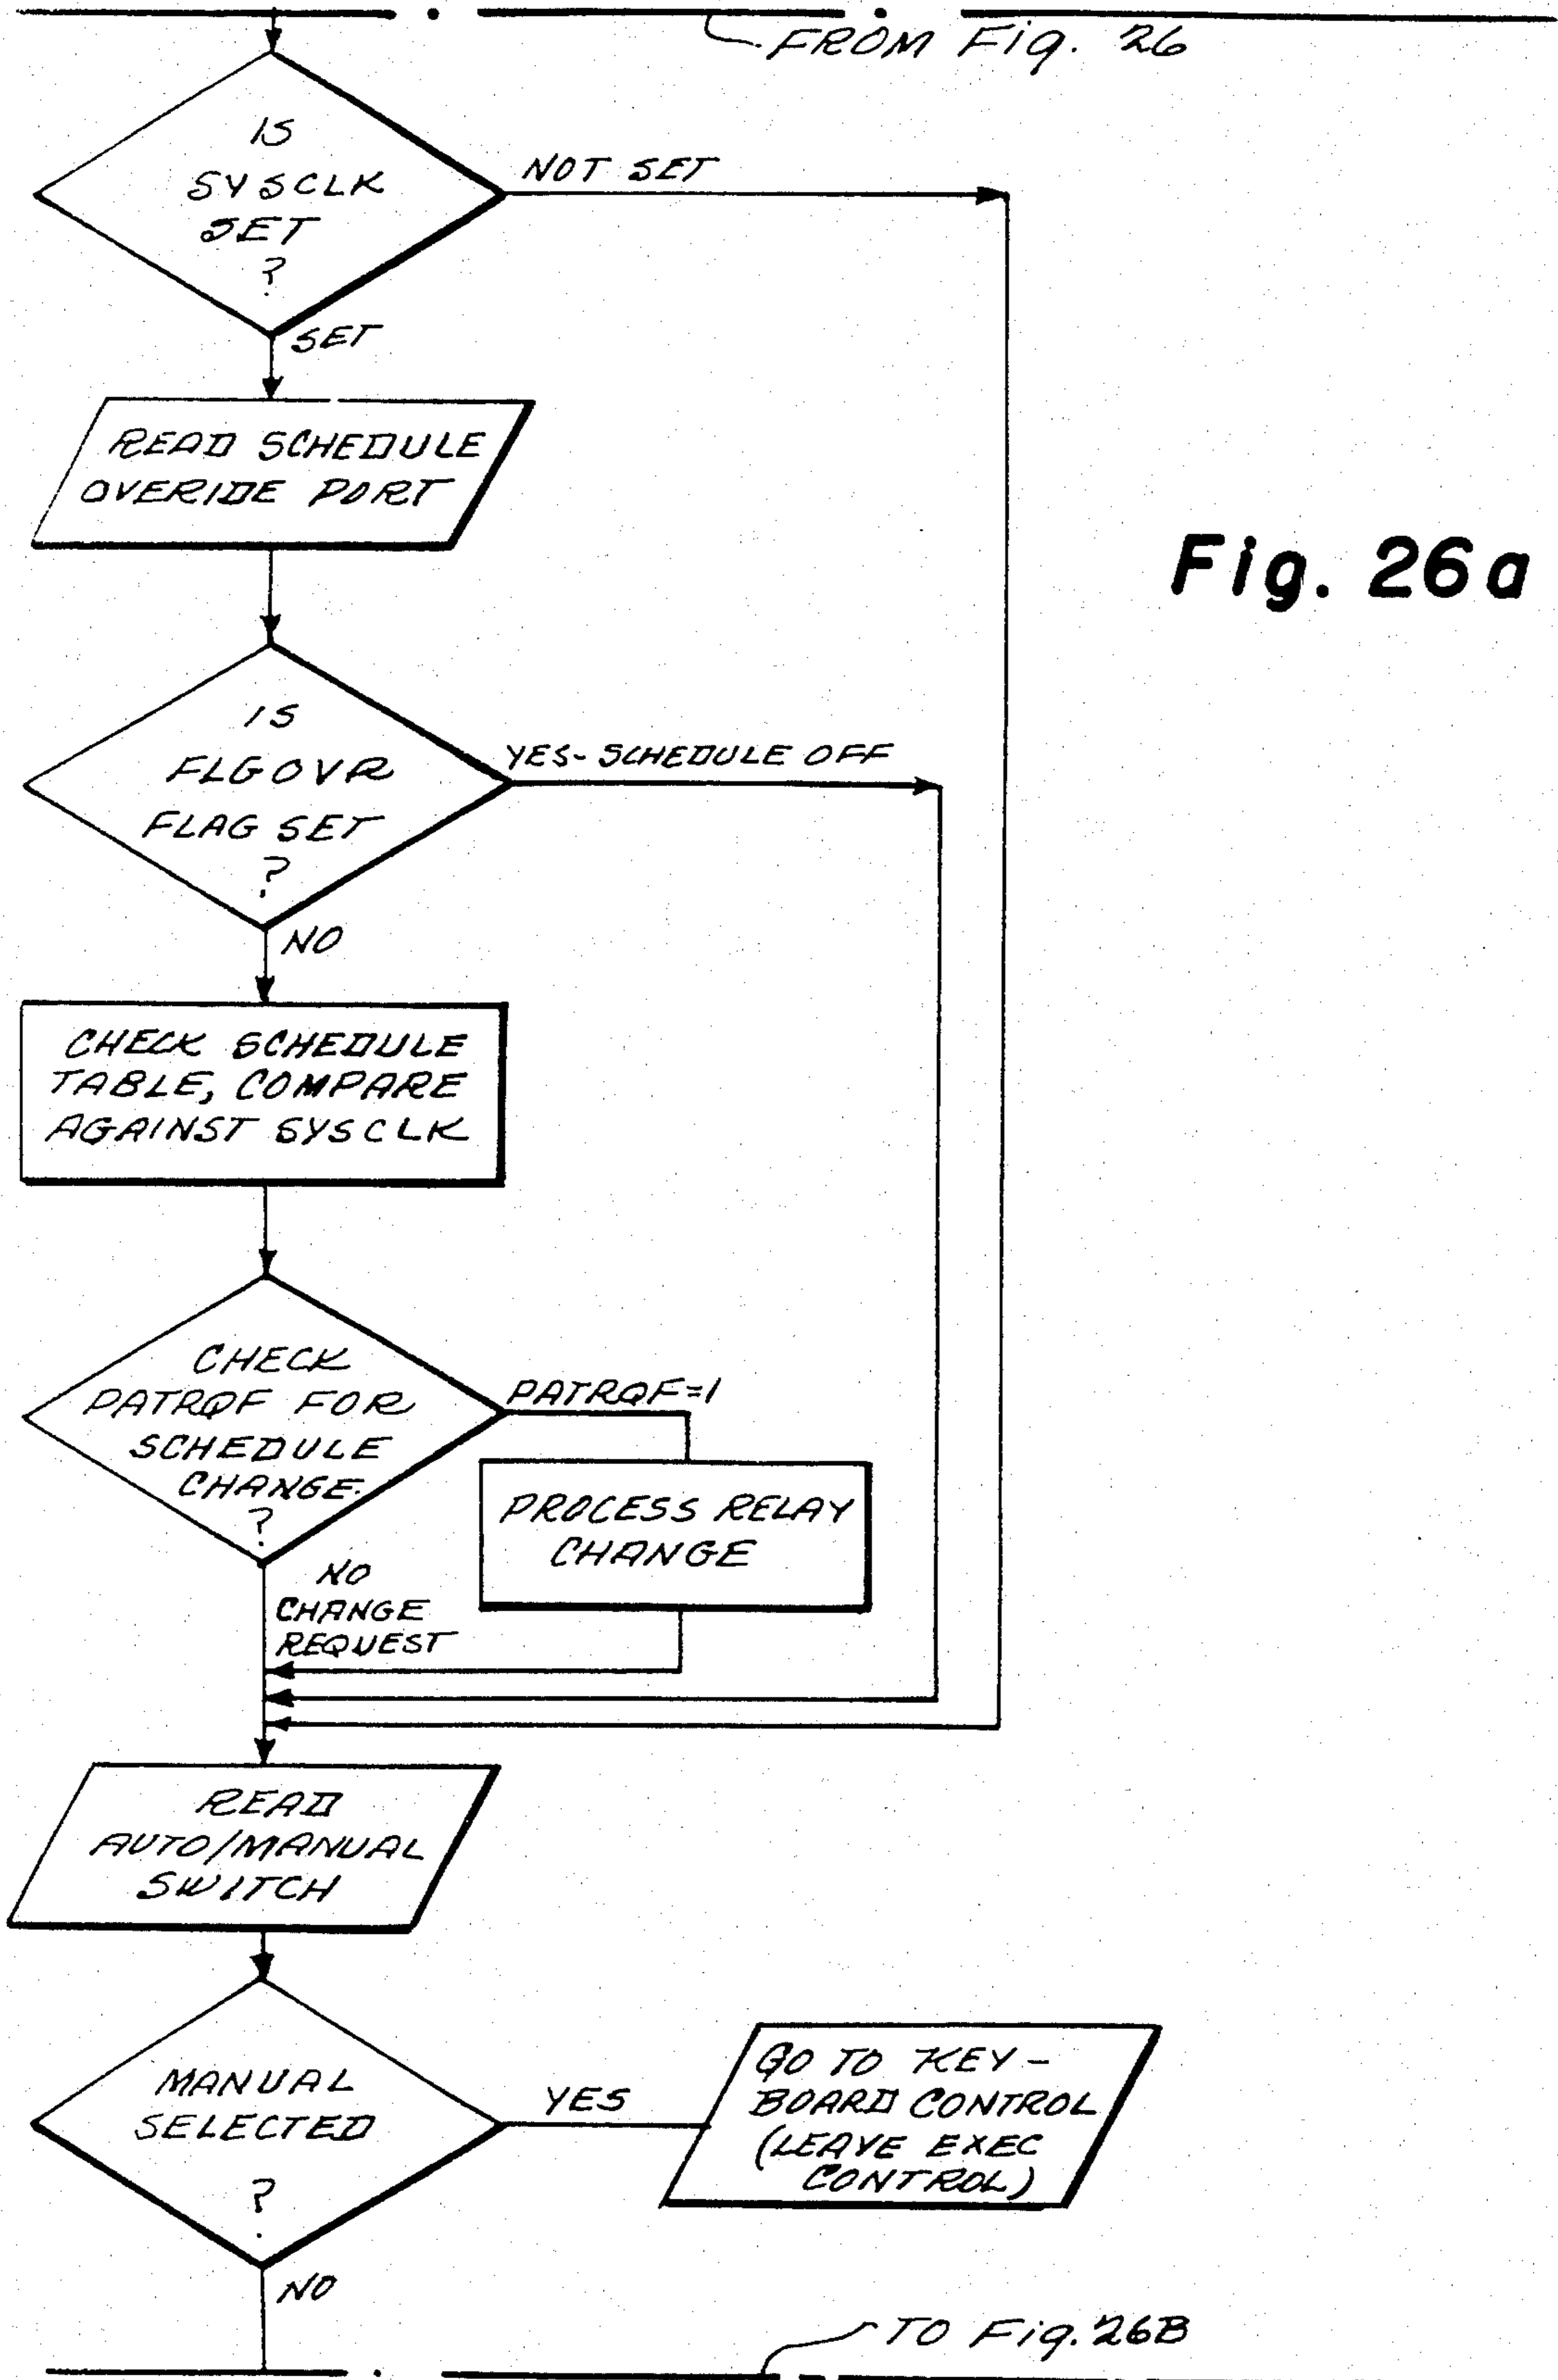 FROM Fig. 26
IS
SYSCLK
SET
?
NOT SET
SET
READ SCHEDULE
OVERIDE PORT
Fig. 26a
IS
FLGOVR
FLAG SET
?
YES-SCHEDULE OFF
NO
CHECK SCHEDULE
TABLE, COMPARE
AGAINST SYSCLK
CHECK
PATRQF FOR
SCHEDULE
CHANGE.
?
PATRQF=1
PROCESS RELAY
CHANGE
NO
CHANGE
REQUEST
READ
AUTO/MANUAL
SWITCH
MANUAL
SELECTED
?
YES
GO TO KEY-
BOARD CONTROL
(LEAVE EXEC
CONTROL)
NO
TO Fig. 26B